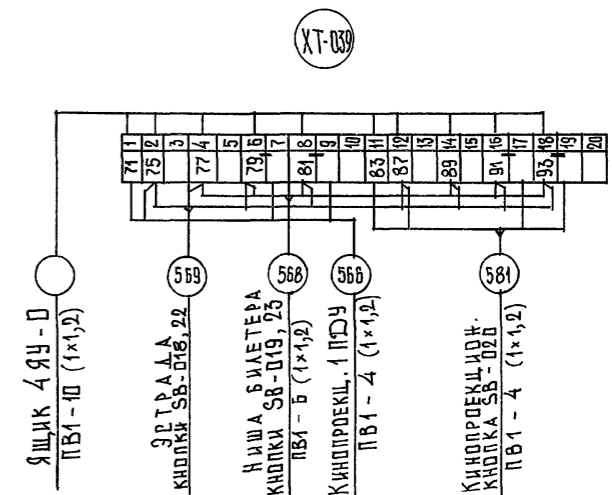 ХТ-039
1 2 3 4 5 6 7 8 9 10 11 12 13 14 15 16 17 18 19 20
71 75 77 79 81 83 87 89 91 93
569 568 566 581
ЯЩИК 4ЯУ-0
ПВ1-10 (1×1,2)
ЭСТРАДА
КНОПКИ SB-018, 22
НИША БИЛЕТЕРА
КНОПКИ SB-019, 23
ПВ1-6 (1×1,2)
КИНОПРОЕКЦ. 1 ПДУ
ПВ1-4 (1×1,2)
КИНОПРОЕКЦИОН.
КНОПКА SB-020
ПВ1-4 (1×1,2)